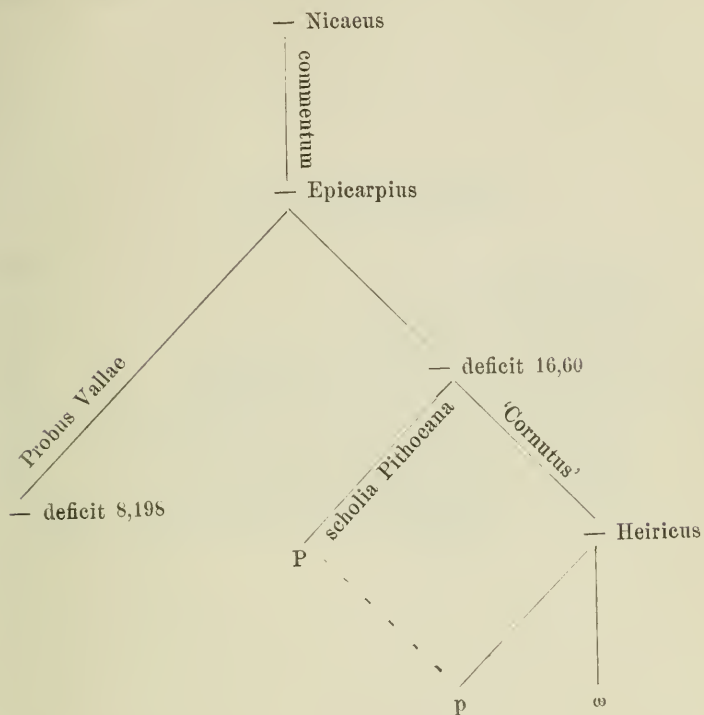 — Nicaeus
commentum
— Epicarpius
Probus Vallae
— deficit 16,60
scholia Pithoeana
‘Cornutus’
— deficit 8,198
— Heiricus
P
p
ω